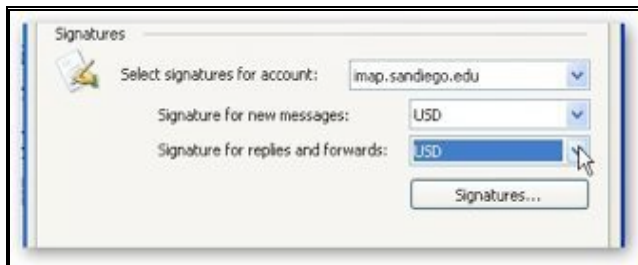 Signatures
Select signatures for account: imap.sandiego.edu
Signature for new messages: USD
Signature for replies and forwards: USD
Signatures...